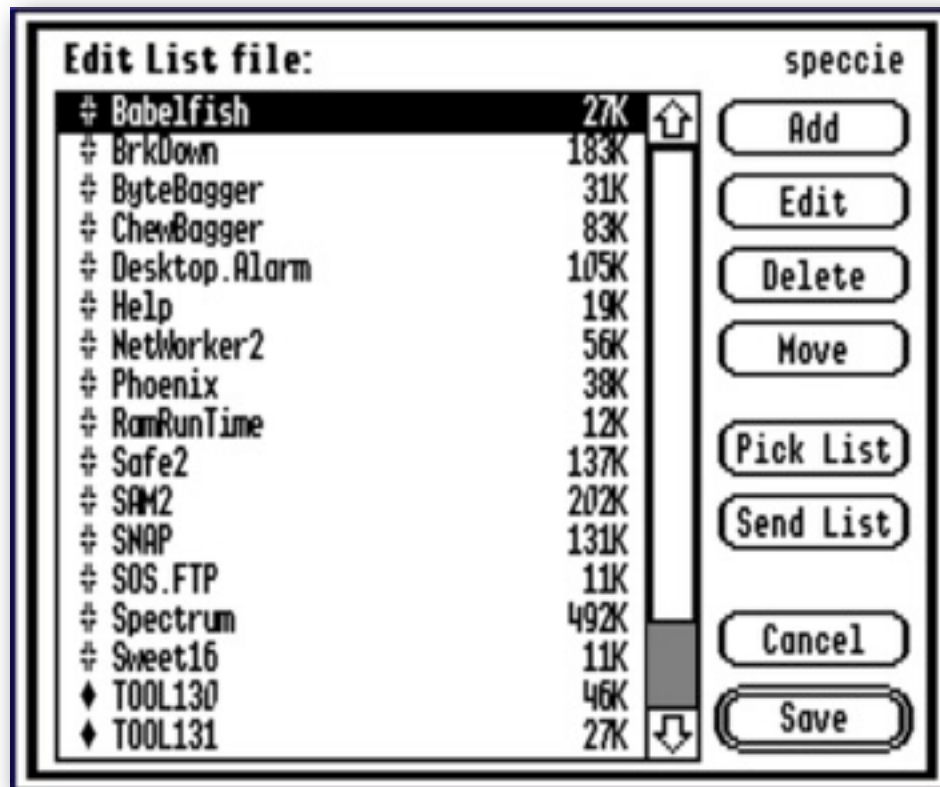 Edit List file: speccie
Babelfish 27K
BrkDown 183K
ByteBagger 31K
ChewBagger 83K
Desktop.Alarm 105K
Help 19K
NetWorker2 56K
Phoenix 38K
RamRunTime 12K
Safe2 137K
SAM2 202K
SNAP 131K
SOS.FTP 11K
Spectrum 492K
Sweet16 11K
TOOL130 46K
TOOL131 27K
Add
Edit
Delete
Move
Pick List
Send List
Cancel
Save